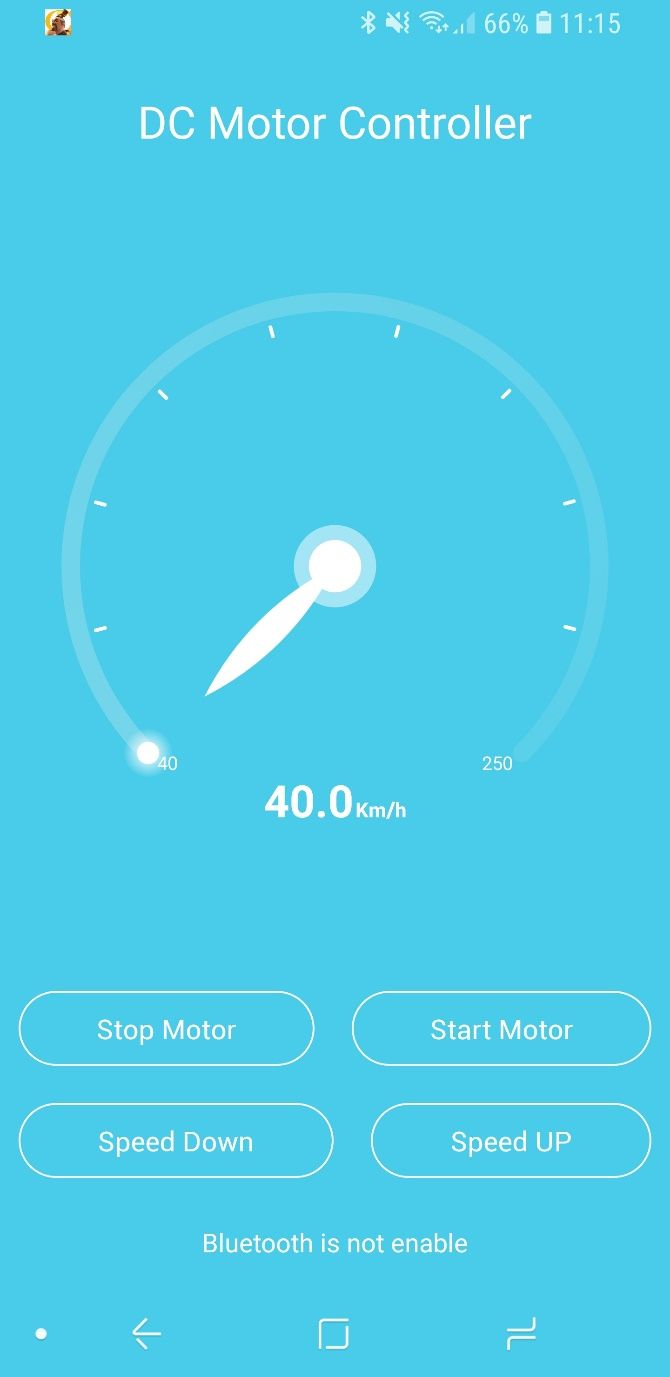 66% 11:15
DC Motor Controller
40 250
40.0Km/h
Stop Motor Start Motor
Speed Down Speed UP
Bluetooth is not enable